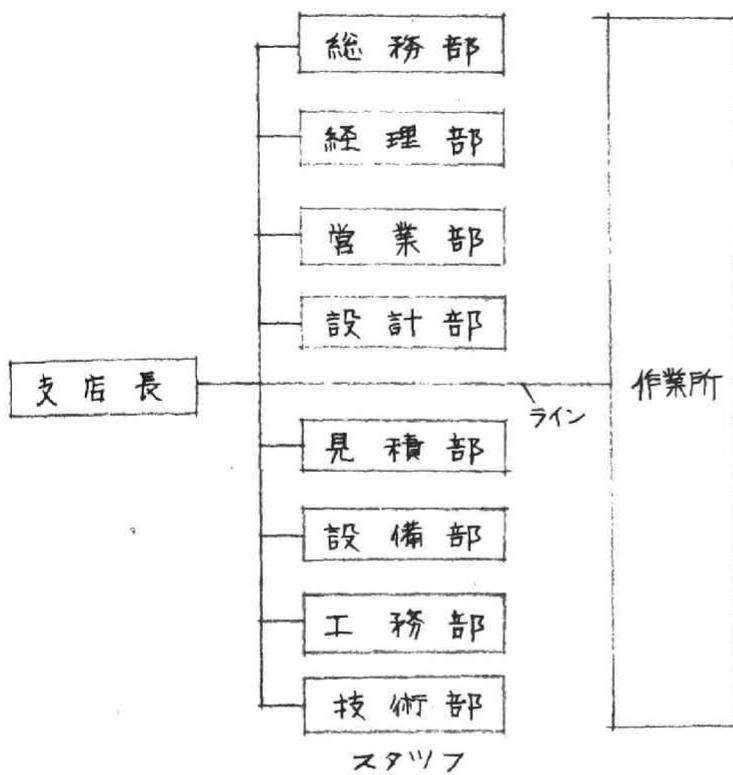 総務部
経理部
営業部
設計部
支店長
ライン
作業所
見積部
設備部
工務部
技術部
スタッフ